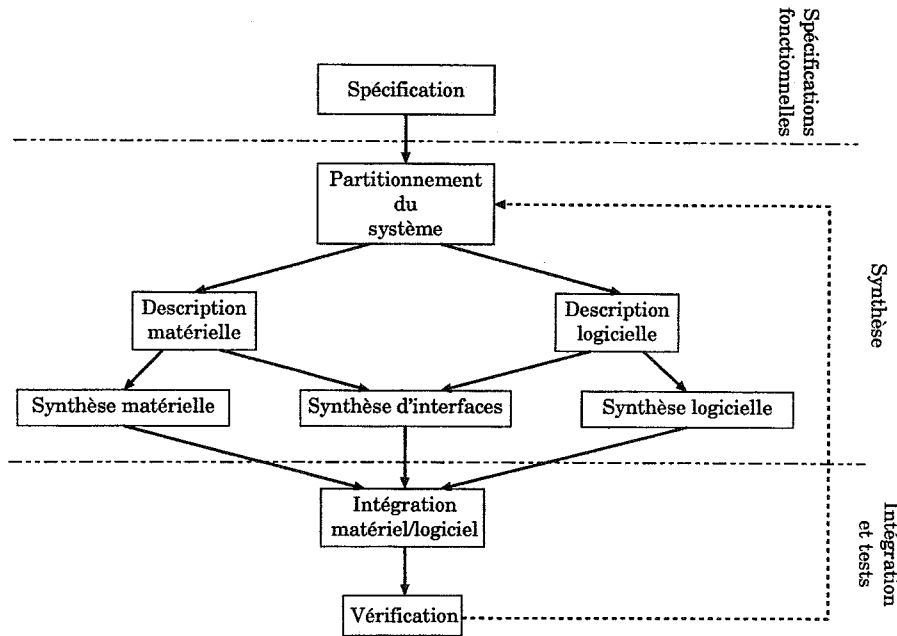 Spécifications
fonctionnelles
Spécification
Partitionnement
du
système
Synthèse
Description
matérielle
Description
logicielle
Synthèse matérielle
Synthèse d'interfaces
Synthèse logicielle
Intégration
matériel/logiciel
Intégration
et tests
Vérification